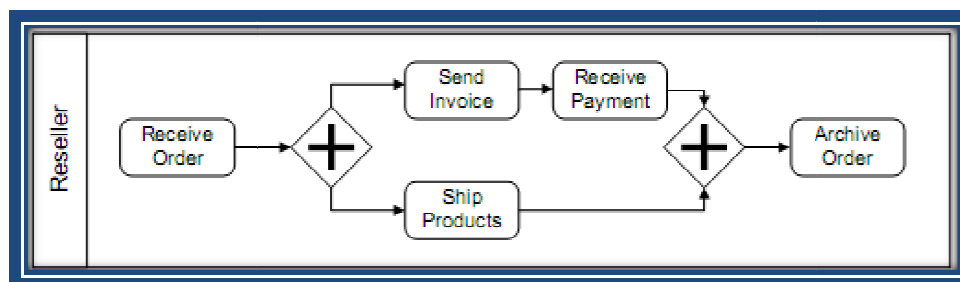 Reseller
Receive
Order
Send
Invoice
Receive
Payment
Ship
Products
Archive
Order